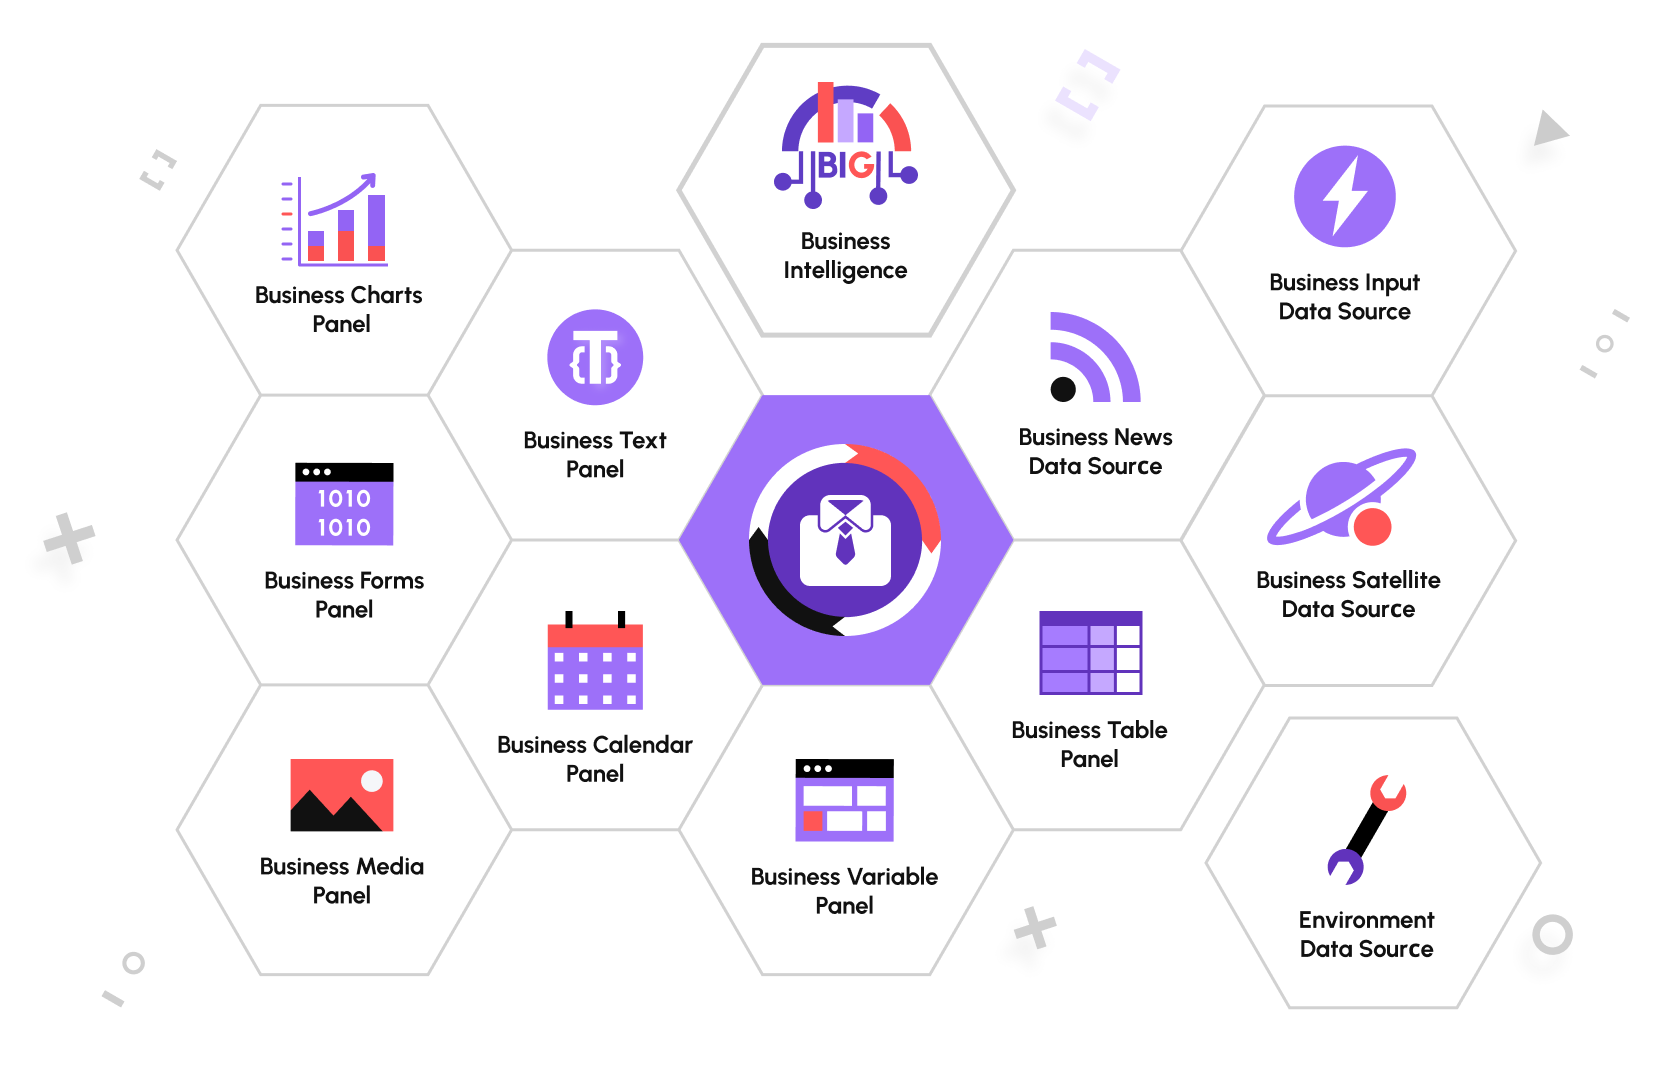 BIG
Business
Intelligence
Business Charts
Panel
Business Input
Data Source
Business Text
Panel
{T}
Business News
Data Source
1010
1010
Business Forms
Panel
Business Satellite
Data Source
Business Calendar
Panel
Business Table
Panel
Business Media
Panel
Business Variable
Panel
Environment
Data Source